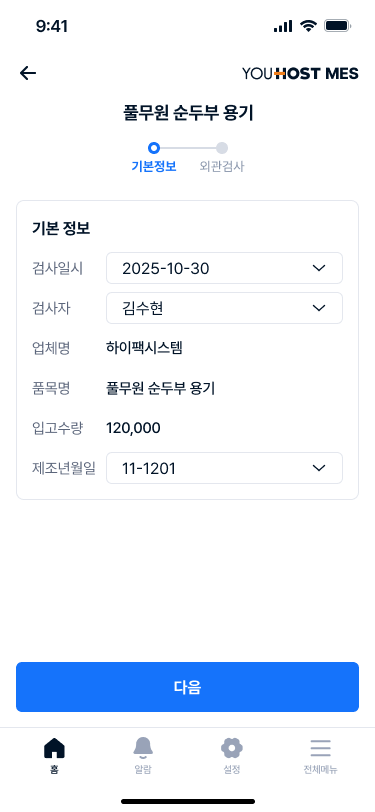 9:41
YOUHOST MES
풀무원 순두부 용기
기본정보 외관검사
기본 정보
검사일시 2025-10-30
검사자 김수현
업체명 하이팩시스템
품목명 풀무원 순두부 용기
입고수량 120,000
제조년월일 11-1201
다음
홈 알람 설정 전체메뉴